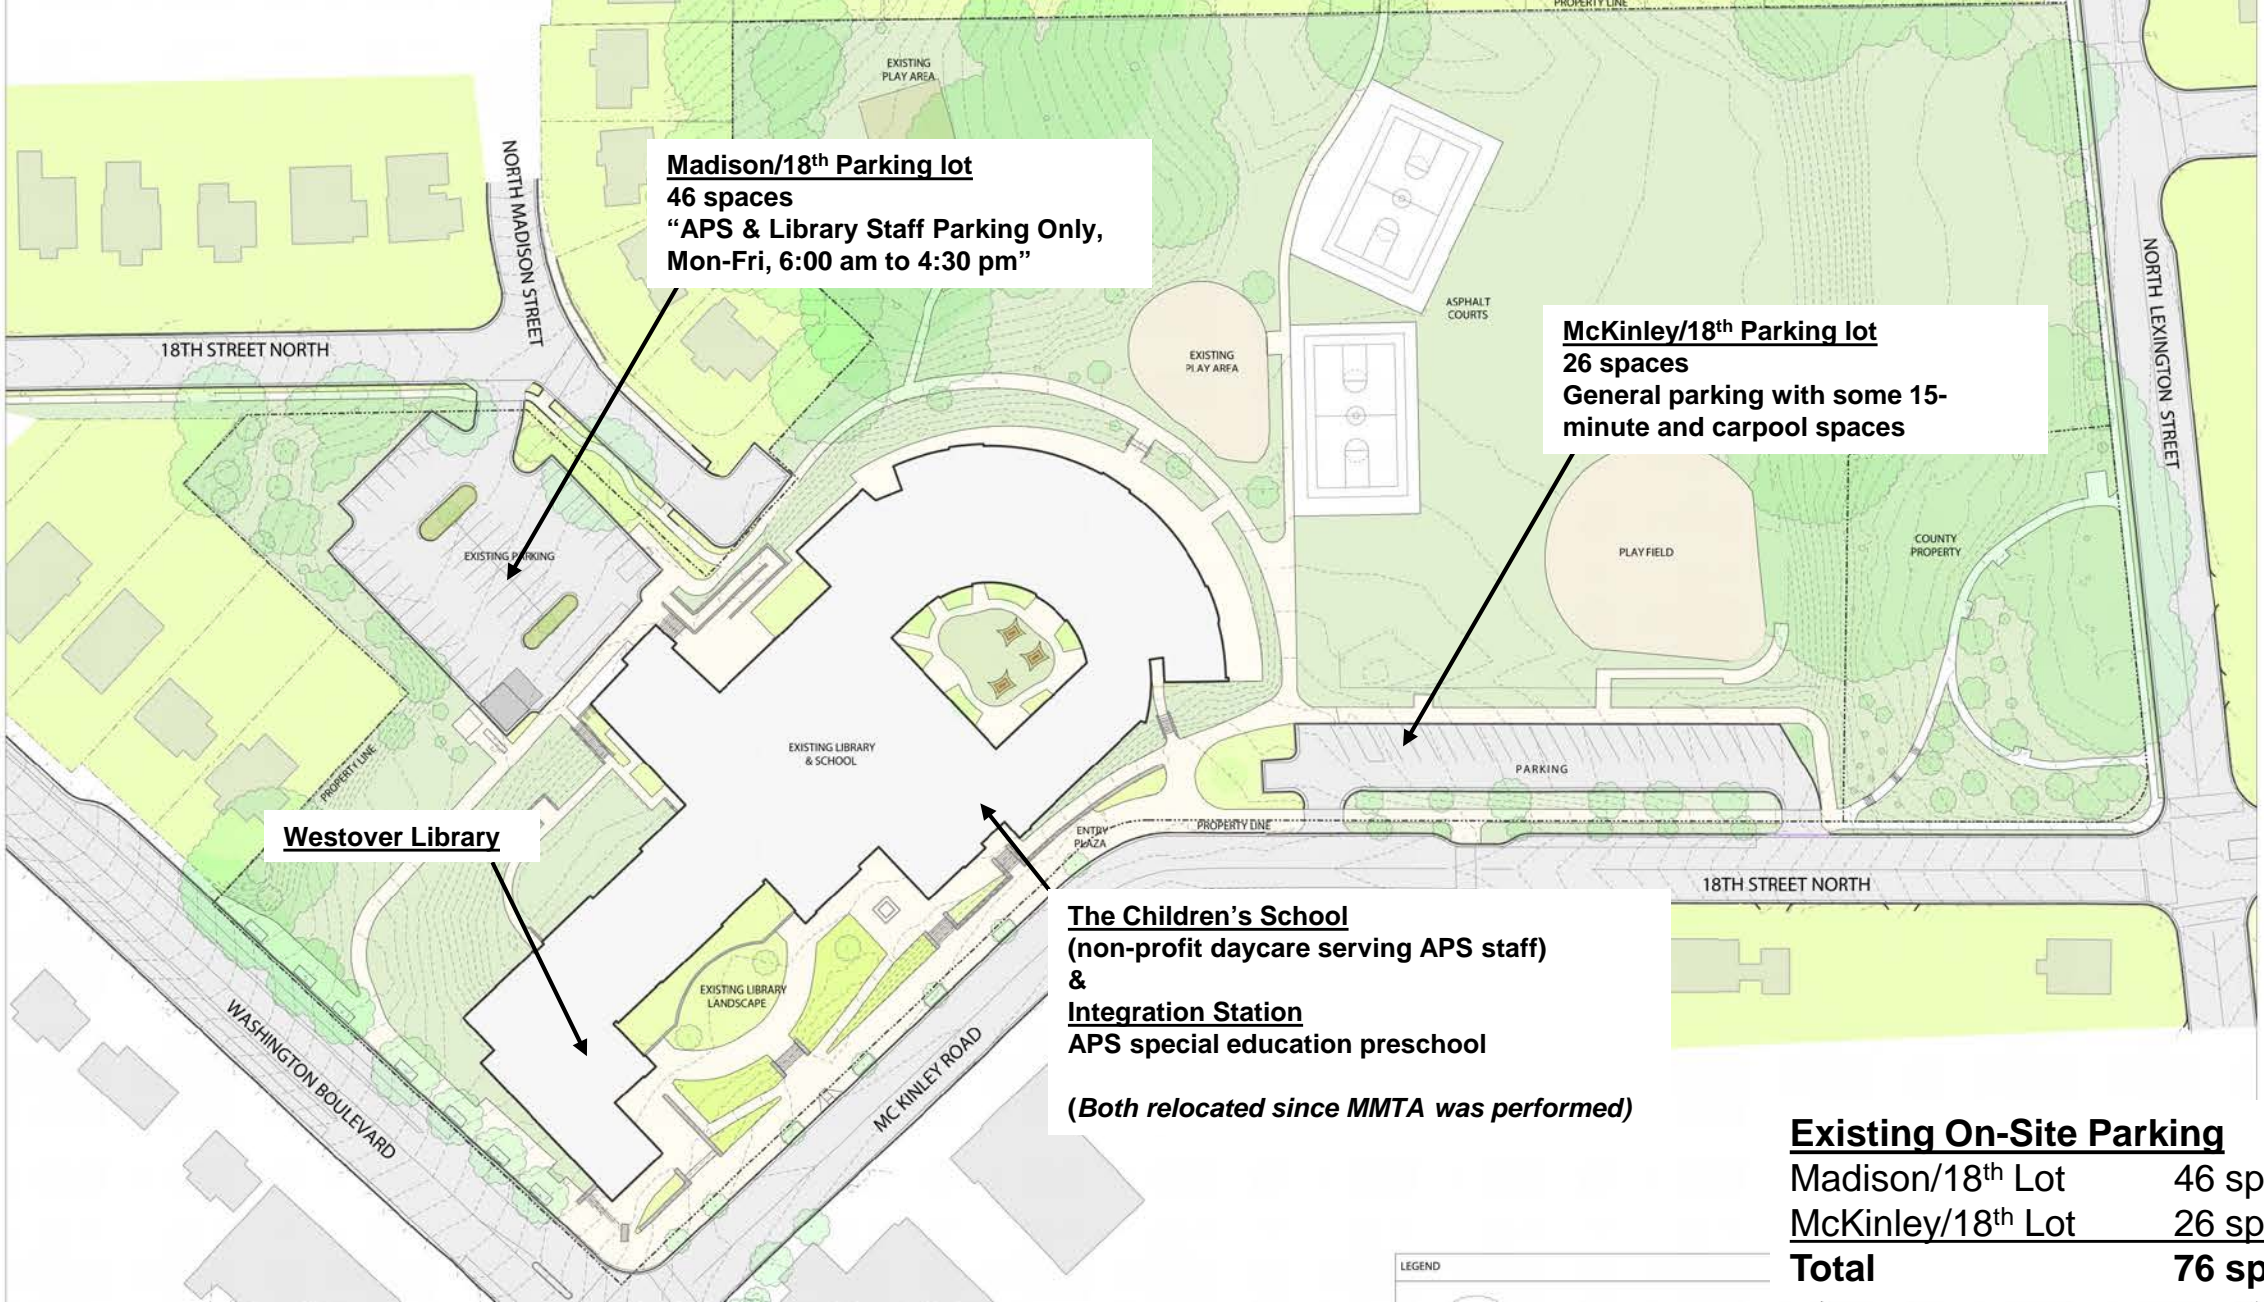 PROPERTY LINE
EXISTING
PLAY AREA
NORTH MADISON STREET
Madison/18th Parking lot
46 spaces
“APS & Library Staff Parking Only,
Mon-Fri, 6:00 am to 4:30 pm”
NORTH LEXINGTON STREET
ASPHALT
COURTS
McKinley/18th Parking lot
26 spaces
General parking with some 15-
minute and carpool spaces
18TH STREET NORTH
EXISTING
PLAY AREA
EXISTING PARKING
PLAY FIELD
COUNTY
PROPERTY
EXISTING LIBRARY
& SCHOOL
PARKING
PROPERTY LINE
Westover Library
ENTRY
PLAZA
PROPERTY LINE
18TH STREET NORTH
The Children’s School
(non-profit daycare serving APS staff)
&
Integration Station
APS special education preschool
(Both relocated since MMTA was performed)
EXISTING LIBRARY
LANDSCAPE
WASHINGTON BOULEVARD
MC KINLEY ROAD
Existing On-Site Parking
Madison/18th Lot 46 sp
McKinley/18th Lot 26 sp
Total 76 sp
LEGEND